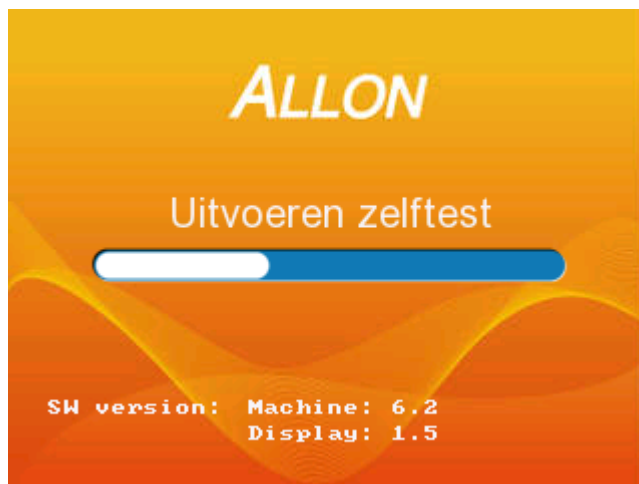 ALLON
Uitvoeren zelftest
SW version: Machine: 6.2
Display: 1.5